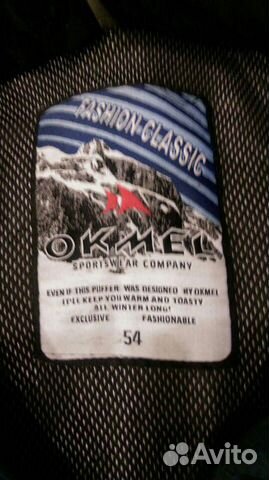 FASHION CLASSIC
OKMEL
SPORTSWEAR COMPANY
EVEN IF THIS PUFFER WAS DESIGNED BY OKMEL
IT'LL KEEP YOU WARM AND TOASTY
ALL WINTER LONG!
EXCLUSIVE FASHIONABLE
54
Avito